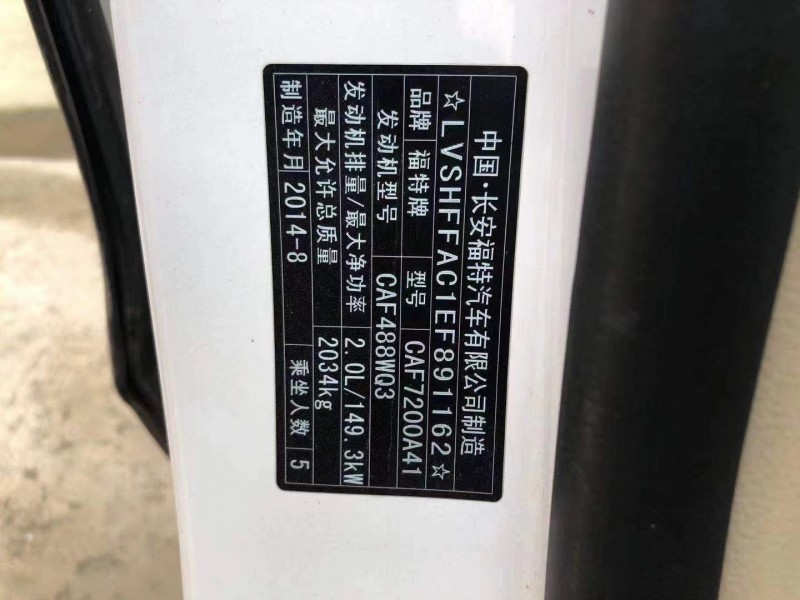 中国·长安福特汽车有限公司制造
☆LVSHFFAC1EF891162☆
品牌 福特牌 型号 CAF7200A41
发动机型号 CAF488WQ3
发动机排量/最大净功率 2.0L/149.3kW
最大允许总质量 2034kg
制造年月 2014-8 乘坐人数 5